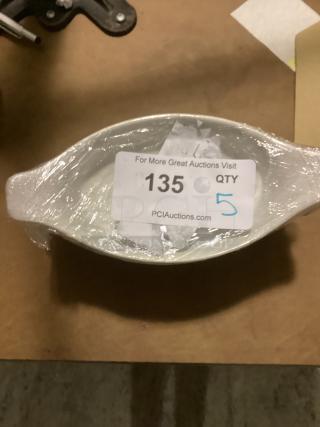 For More Great Auctions Visit
135 QTY
5
PCIAuctions.com